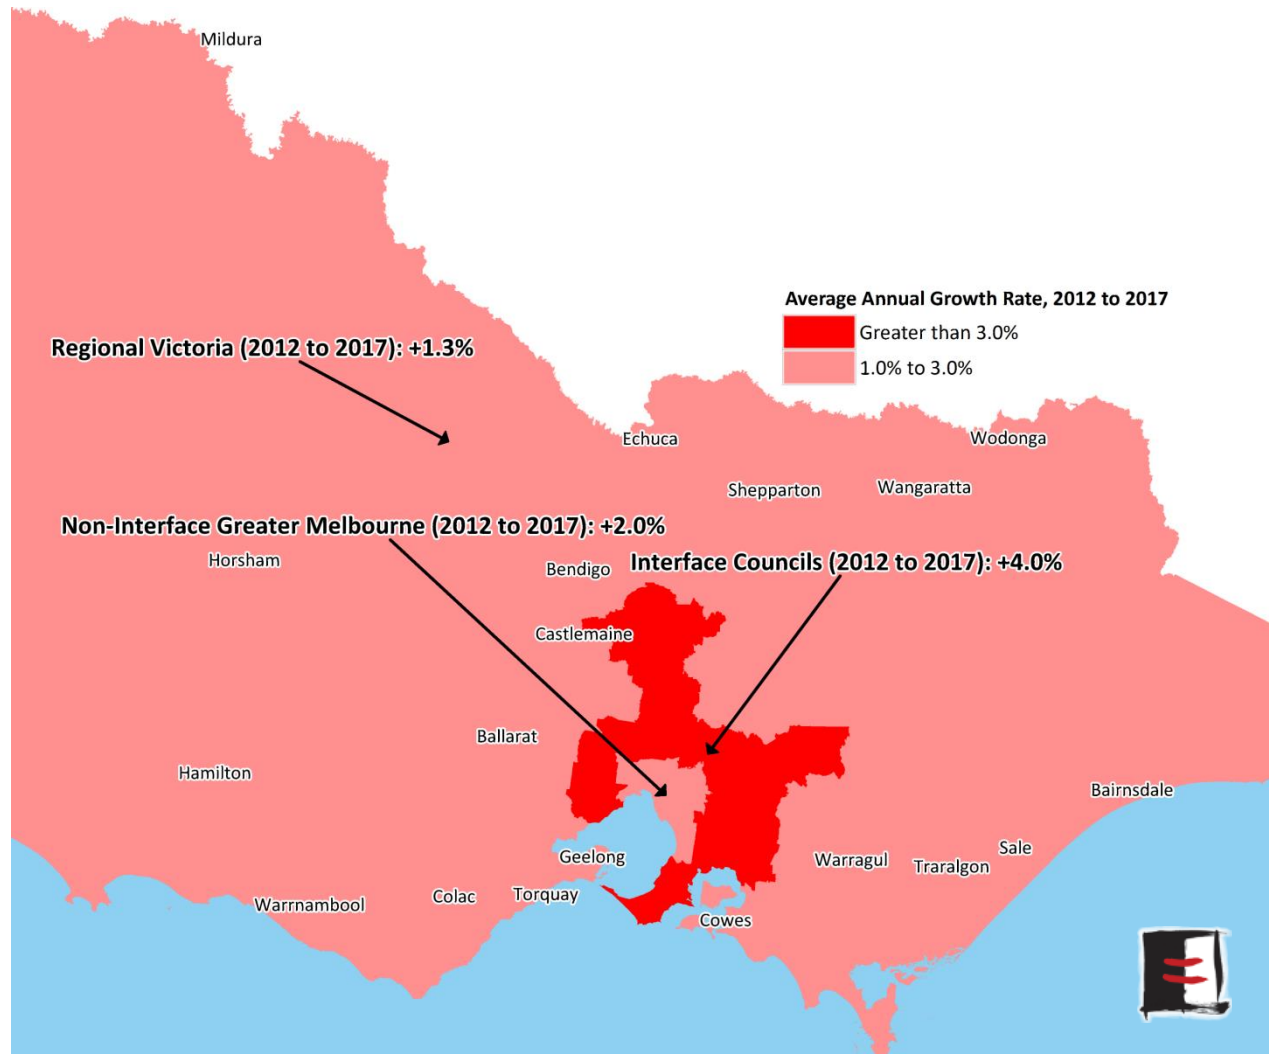 Mildura
Average Annual Growth Rate, 2012 to 2017
Greater than 3.0%
1.0% to 3.0%
Regional Victoria (2012 to 2017): +1.3%
Echuca
Wodonga
Shepparton
Wangaratta
Non-Interface Greater Melbourne (2012 to 2017): +2.0%
Horsham
Bendigo
Interface Councils (2012 to 2017): +4.0%
Castlemaine
Ballarat
Hamilton
Bairnsdale
Geelong
Warragul
Traralgon
Sale
Warrnambool
Colac
Torquay
Cowes